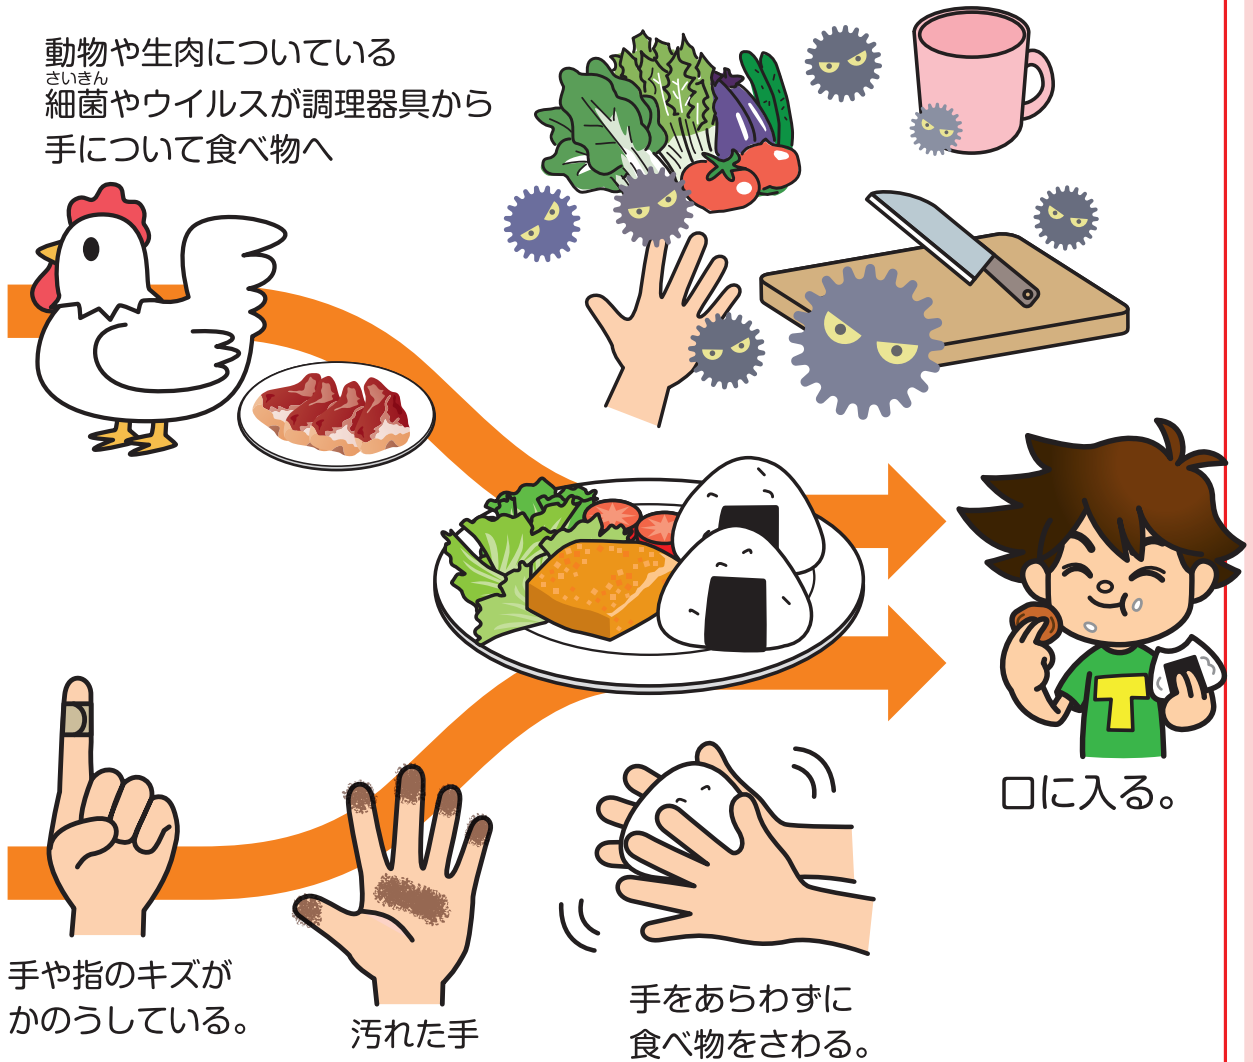 動物や生肉についている
さいきん
細菌やウイルスが調理器具から
手について食べ物へ
T
口に入る。
手や指のキズが
かのうしている。
汚れた手
手をあらわずに
食べ物をさわる。